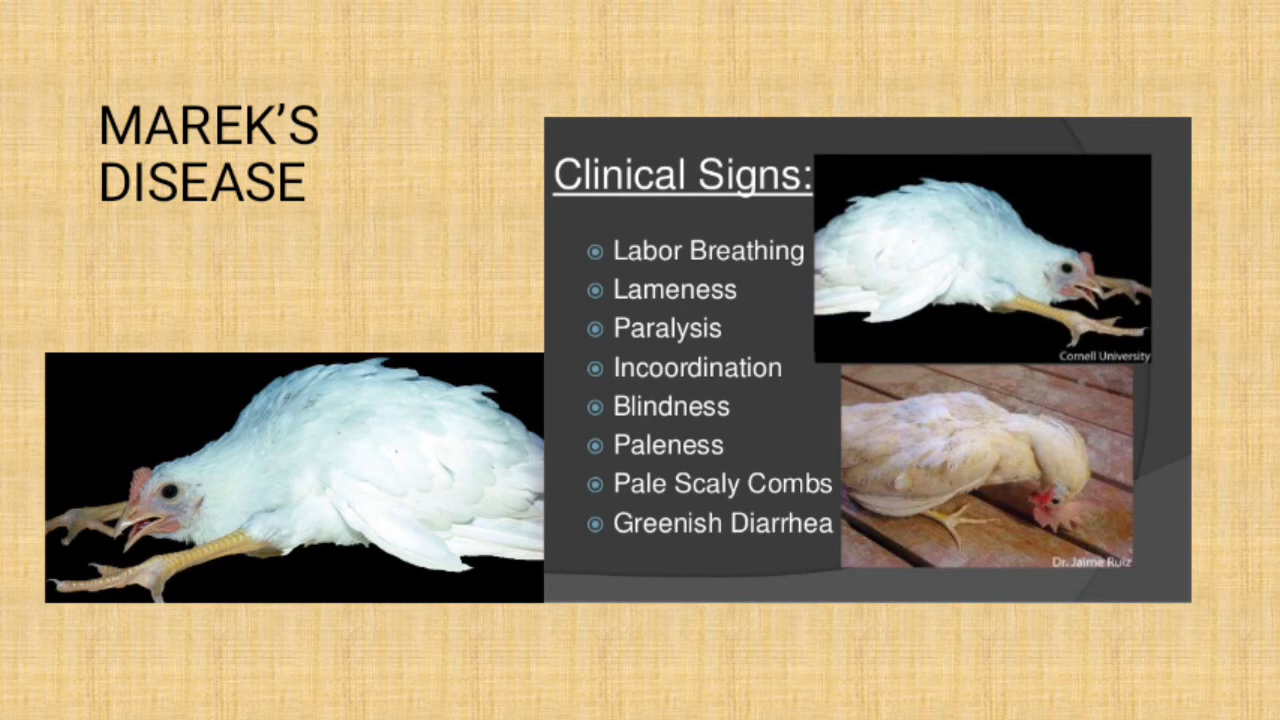 MAREK’S
DISEASE
Clinical Signs:
Labor Breathing
Lameness
Paralysis
Incoordination
Blindness
Paleness
Pale Scaly Combs
Greenish Diarrhea
Cornell University
Dr. Jaime Ruiz